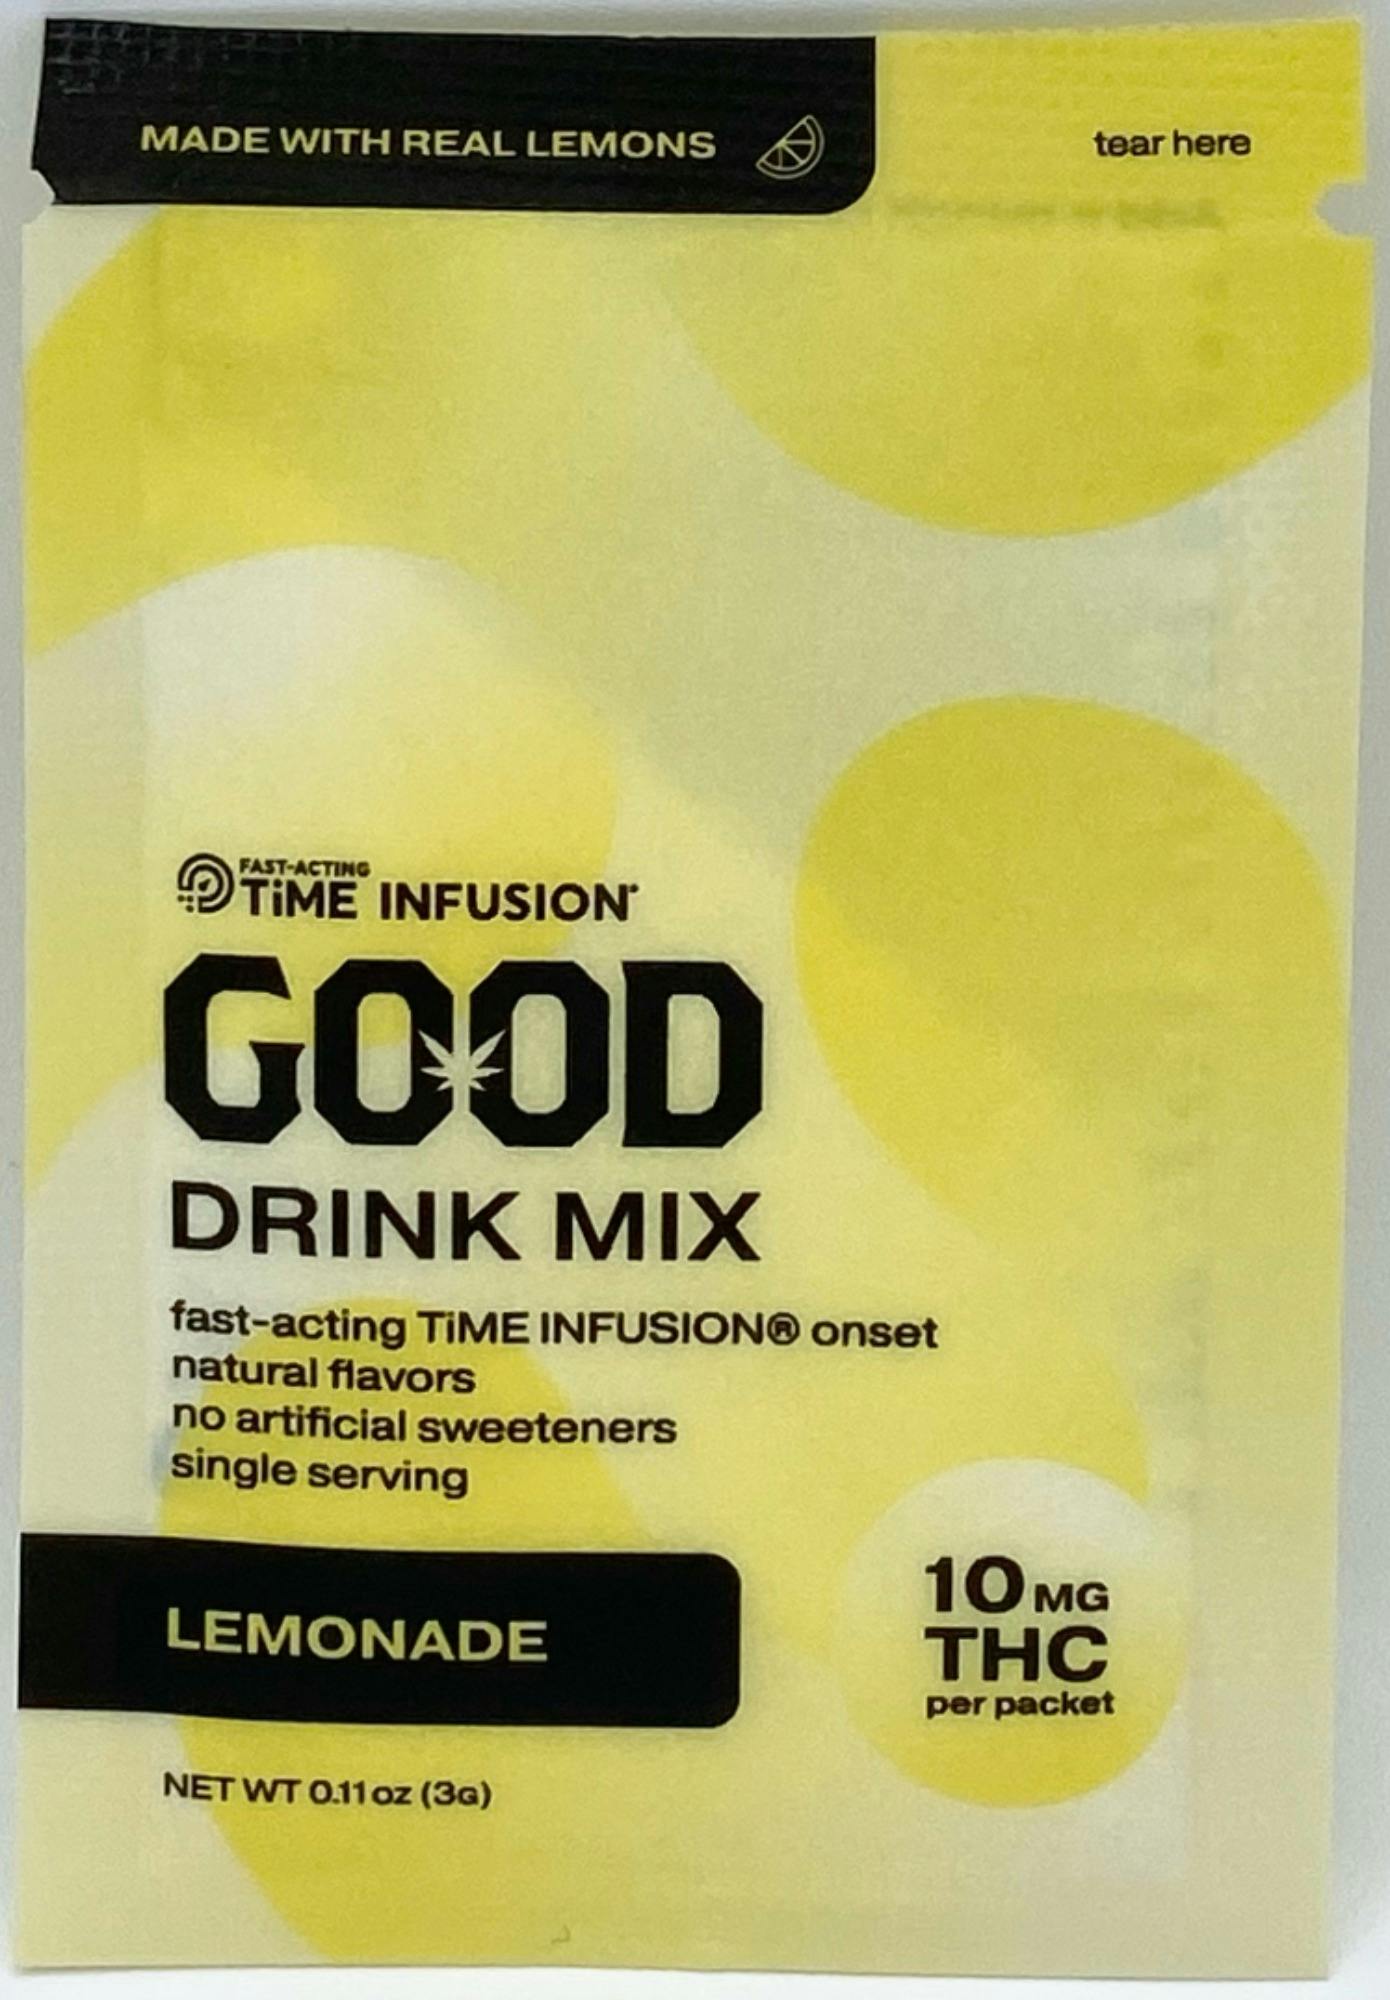 MADE WITH REAL LEMONS
tear here
FAST-ACTING
TiME INFUSION
GOOD
DRINK MIX
fast-acting TiME INFUSION® onset
natural flavors
no artificial sweeteners
single serving
LEMONADE
10 MG
THC
per packet
NET WT 0.11 oz (3G)